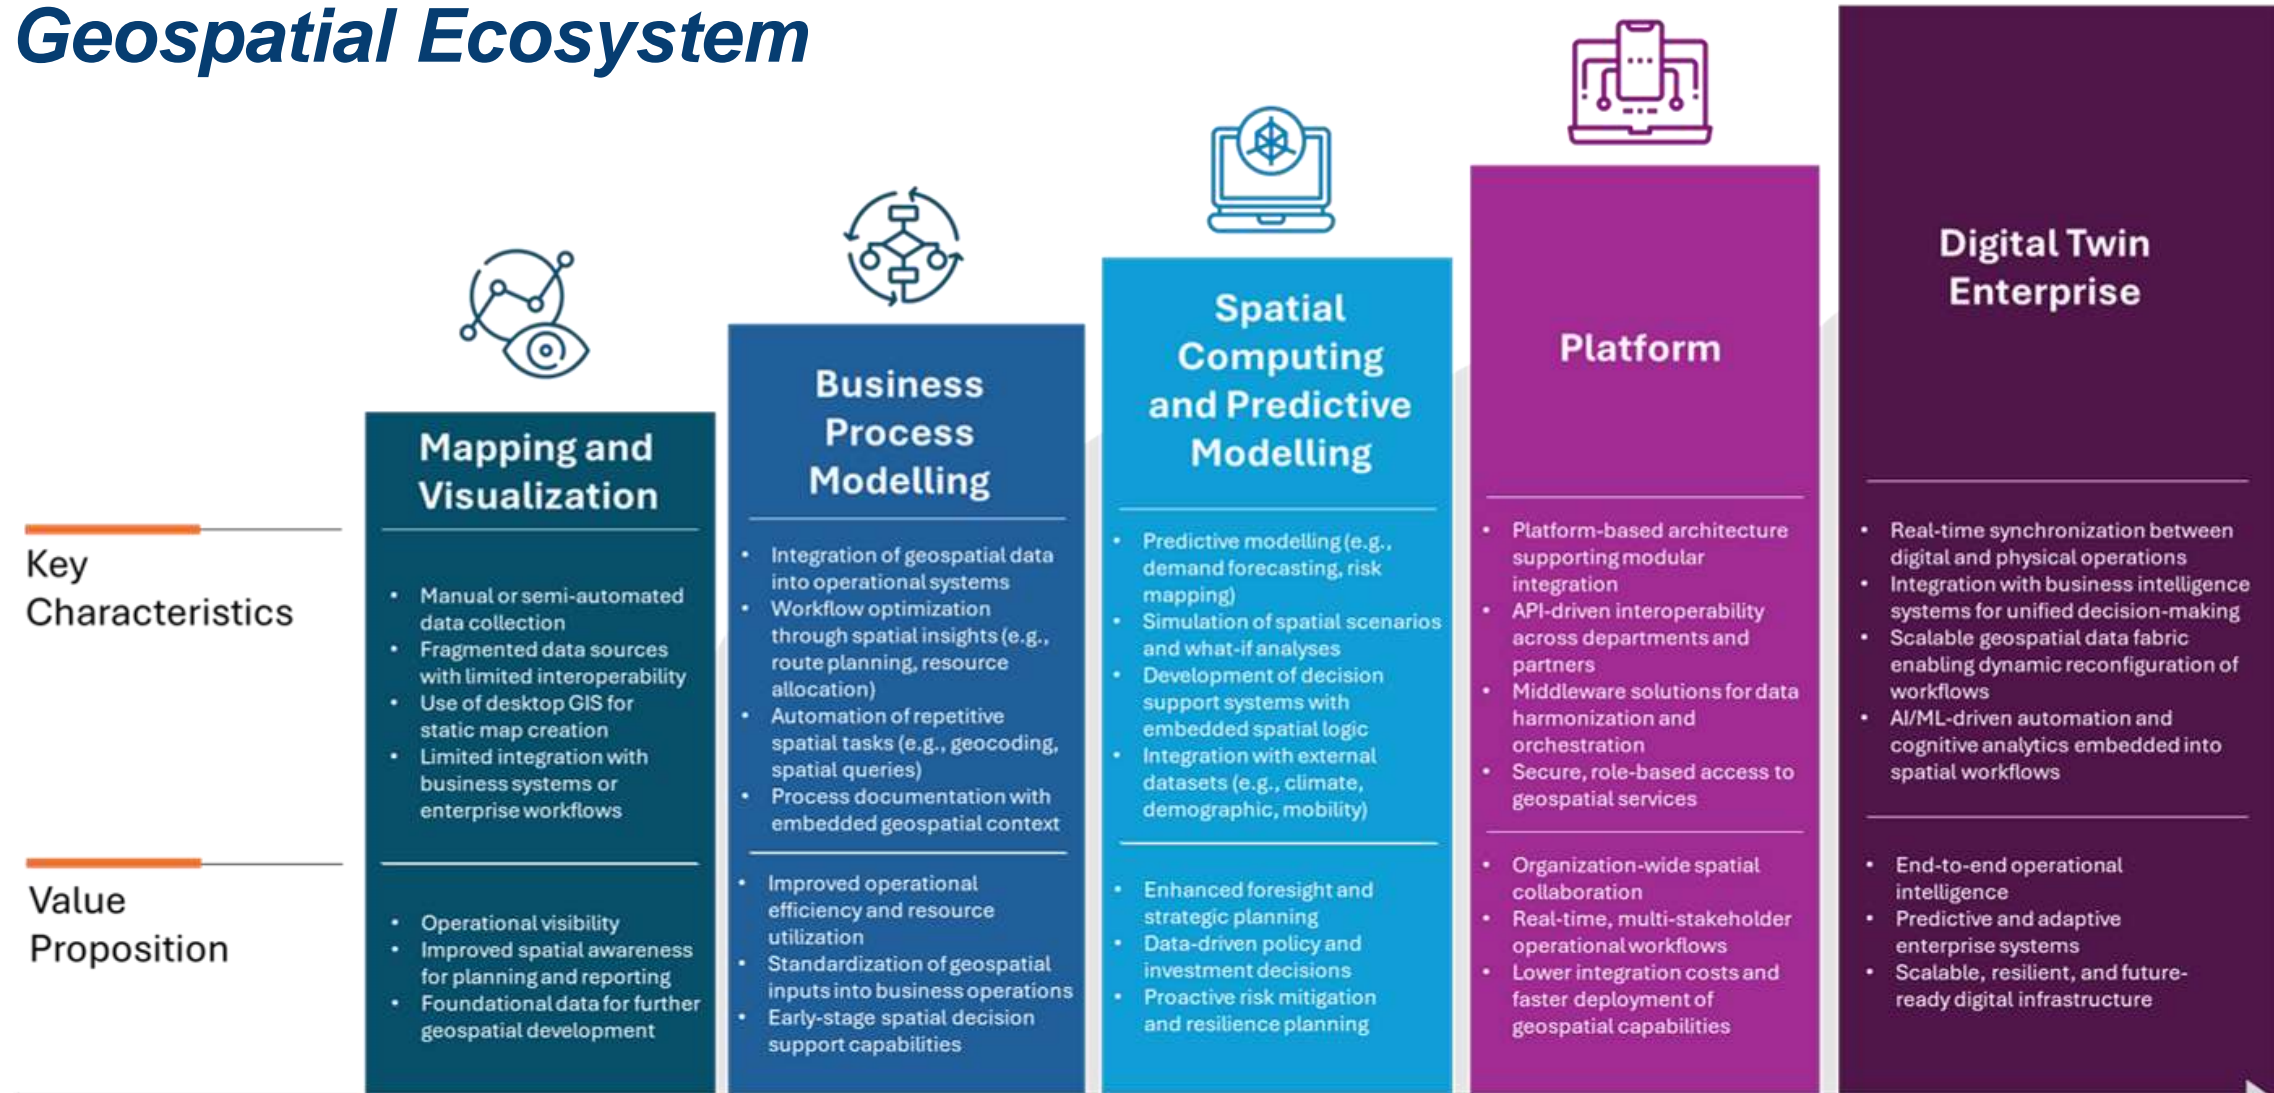 Geospatial Ecosystem
Key
Characteristics
Value
Proposition
Mapping and
Visualization
• Manual or semi-automated
data collection
• Fragmented data sources
with limited interoperability
• Use of desktop GIS for
static map creation
• Limited integration with
business systems or
enterprise workflows
• Operational visibility
• Improved spatial awareness
for planning and reporting
• Foundational data for further
geospatial development
Business
Process
Modelling
• Integration of geospatial data
into operational systems
• Workflow optimization
through spatial insights (e.g.,
route planning, resource
allocation)
• Automation of repetitive
spatial tasks (e.g., geocoding,
spatial queries)
• Process documentation with
embedded geospatial context
• Improved operational
efficiency and resource
utilization
• Standardization of geospatial
inputs into business operations
• Early-stage spatial decision
support capabilities
Spatial
Computing
and Predictive
Modelling
• Predictive modelling (e.g.,
demand forecasting, risk
mapping)
• Simulation of spatial scenarios
and what-if analyses
• Development of decision
support systems with
embedded spatial logic
• Integration with external
datasets (e.g., climate,
demographic, mobility)
• Enhanced foresight and
strategic planning
• Data-driven policy and
investment decisions
• Proactive risk mitigation
and resilience planning
Platform
• Platform-based architecture
supporting modular
integration
• API-driven interoperability
across departments and
partners
• Middleware solutions for data
harmonization and
orchestration
• Secure, role-based access to
geospatial services
• Organization-wide spatial
collaboration
• Real-time, multi-stakeholder
operational workflows
• Lower integration costs and
faster deployment of
geospatial capabilities
Digital Twin
Enterprise
• Real-time synchronization between
digital and physical operations
• Integration with business intelligence
systems for unified decision-making
• Scalable geospatial data fabric
enabling dynamic reconfiguration of
workflows
• AI/ML-driven automation and
cognitive analytics embedded into
spatial workflows
• End-to-end operational
intelligence
• Predictive and adaptive
enterprise systems
• Scalable, resilient, and future-
ready digital infrastructure